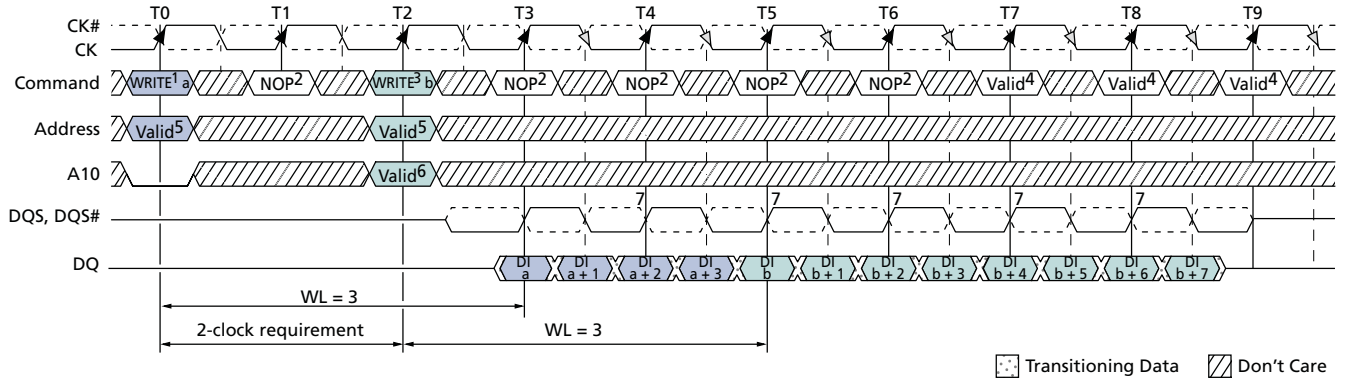 T0 T1 T2 T3 T4 T5 T6 T7 T8 T9
CK#
CK
Command WRITE1 a NOP2 WRITE3 b NOP2 NOP2 NOP2 NOP2 Valid4 Valid4 Valid4
Address Valid5 Valid5
A10 Valid6
7 7 7 7 7
DQS, DQS#
DQ DI a DI a + 1 DI a + 2 DI a + 3 DI b DI b + 1 DI b + 2 DI b + 3 DI b + 4 DI b + 5 DI b + 6 DI b + 7
WL = 3
2-clock requirement WL = 3
Transitioning Data Don't Care